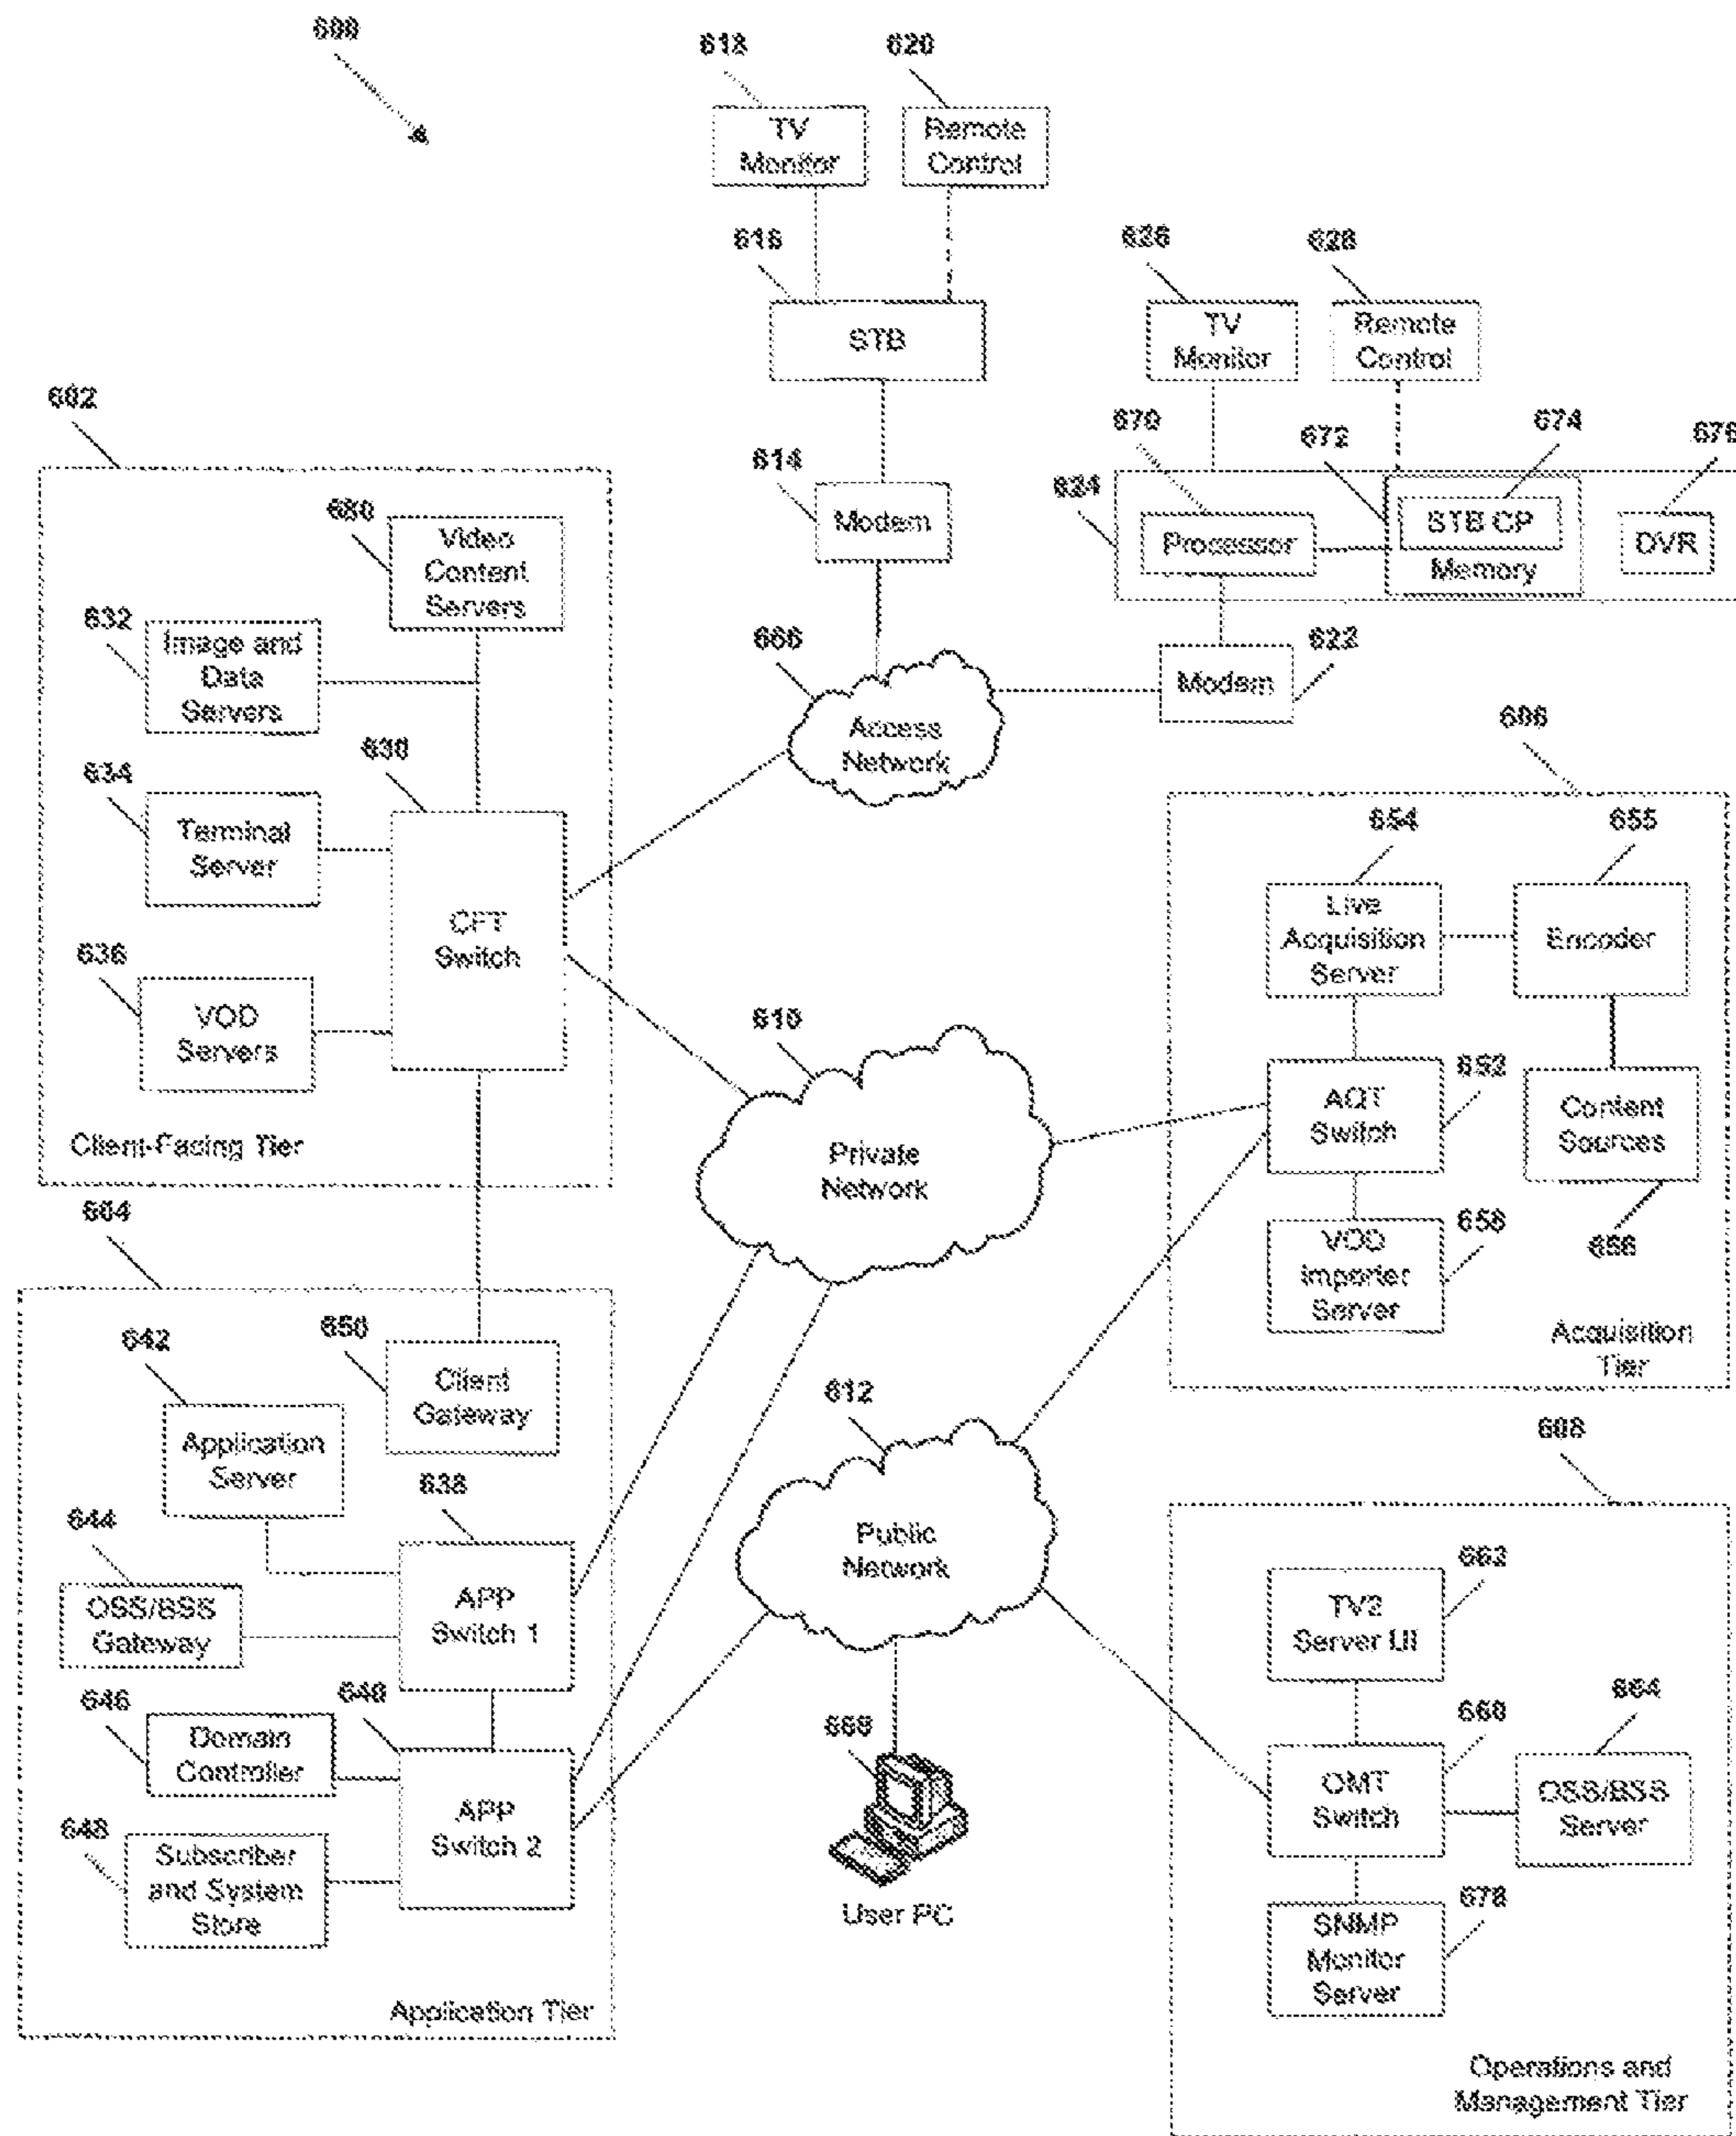 600
618
620
TV
Monitor
Remote
Control
616
STB
626
628
TV
Monitor
Remote
Control
602
614
Modem
670
672
674
676
624
Processor
STB CP
Memory
DVR
680
Video
Content
Servers
632
Image and
Data
Servers
666
Access
Network
622
Modem
606
630
634
Terminal
Server
CFT
Switch
636
VOD
Servers
Client-Facing Tier
654
655
Live
Acquisition
Server
Encoder
610
Private
Network
652
AQT
Switch
Content
Sources
656
658
VOD
Importer
Server
Acquisition
Tier
604
642
650
Client
Gateway
Application
Server
638
644
OSS/BSS
Gateway
APP
Switch 1
646
640
Domain
Controller
APP
Switch 2
648
Subscriber
and System
Store
Application Tier
612
Public
Network
668
User PC
608
662
TV2
Server UI
660
664
OMT
Switch
OSS/BSS
Server
678
SNMP
Monitor
Server
Operations and
Management Tier